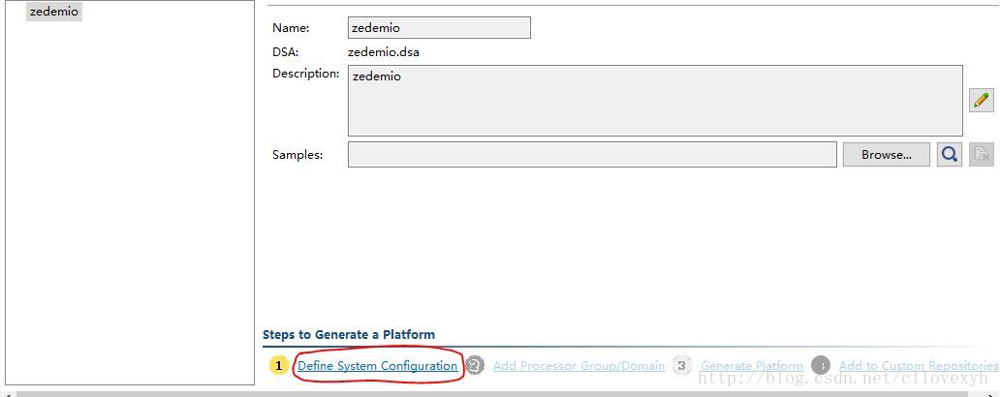 zedemio
Name: zedemio
DSA: zedemio.dsa
Description: zedemio
Samples: Browse...
Steps to Generate a Platform
1 Define System Configuration 2 Add Processor Group/Domain 3 Generate Platform Add to Custom Repositories
http://blog.csdn.net/cllovexyh